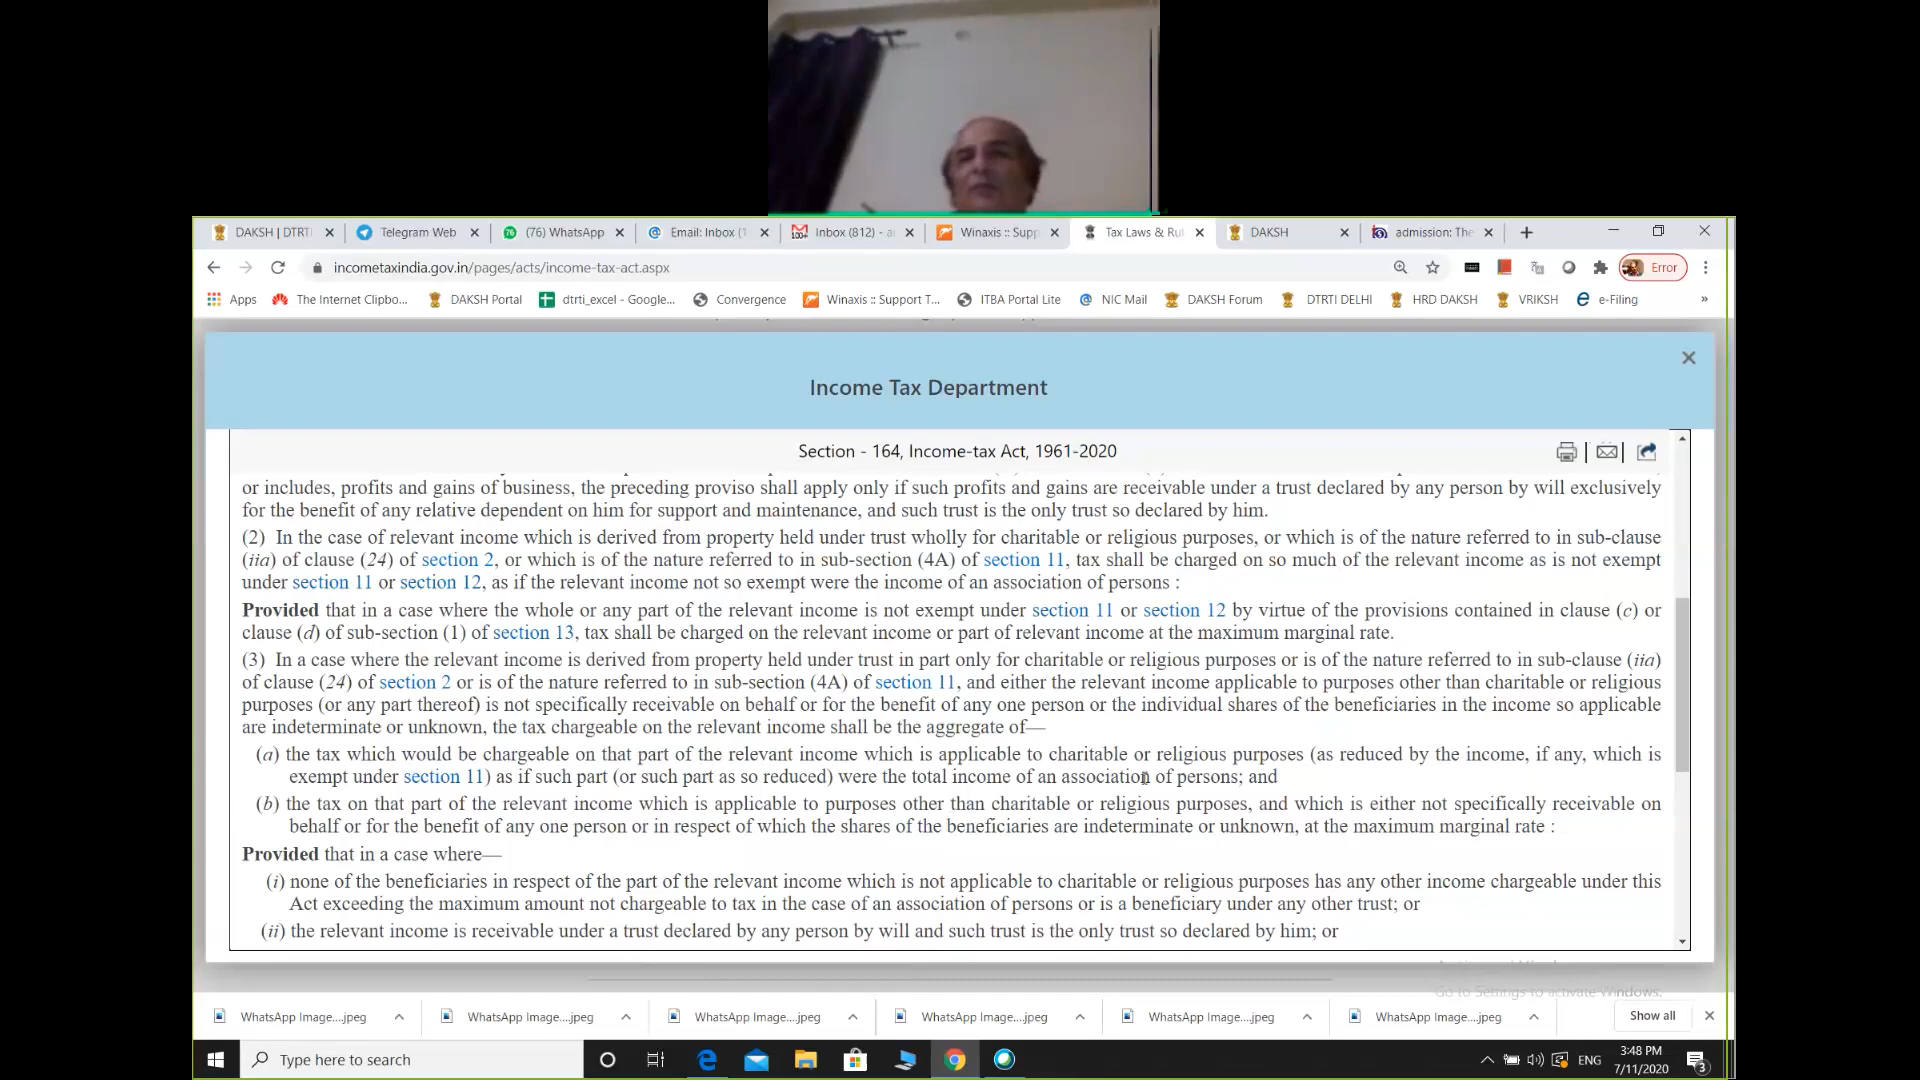 DAKSH | DTRT
Telegram Web
(76) WhatsApp
Email: Inbox (1
Inbox (812) - a
Winaxis :: Supp
Tax Laws & Rul
DAKSH
admission: The
incometaxindia.gov.in/pages/acts/income-tax-act.aspx
Error
Apps
The Internet Clipbo...
DAKSH Portal
dtrti_excel - Google...
Convergence
Winaxis :: Support T...
ITBA Portal Lite
NIC Mail
DAKSH Forum
DTRTI DELHI
HRD DAKSH
VRIKSH
e-Filing
»
Income Tax Department
Section - 164, Income-tax Act, 1961-2020
or includes, profits and gains of business, the preceding proviso shall apply only if such profits and gains are receivable under a trust declared by any person by will exclusively
for the benefit of any relative dependent on him for support and maintenance, and such trust is the only trust so declared by him.
(2) In the case of relevant income which is derived from property held under trust wholly for charitable or religious purposes, or which is of the nature referred to in sub-clause
(iia) of clause (24) of section 2, or which is of the nature referred to in sub-section (4A) of section 11, tax shall be charged on so much of the relevant income as is not exempt
under section 11 or section 12, as if the relevant income not so exempt were the income of an association of persons :
Provided that in a case where the whole or any part of the relevant income is not exempt under section 11 or section 12 by virtue of the provisions contained in clause (c) or
clause (d) of sub-section (1) of section 13, tax shall be charged on the relevant income or part of relevant income at the maximum marginal rate.
(3) In a case where the relevant income is derived from property held under trust in part only for charitable or religious purposes or is of the nature referred to in sub-clause (iia)
of clause (24) of section 2 or is of the nature referred to in sub-section (4A) of section 11, and either the relevant income applicable to purposes other than charitable or religious
purposes (or any part thereof) is not specifically receivable on behalf or for the benefit of any one person or the individual shares of the beneficiaries in the income so applicable
are indeterminate or unknown, the tax chargeable on the relevant income shall be the aggregate of—
(a) the tax which would be chargeable on that part of the relevant income which is applicable to charitable or religious purposes (as reduced by the income, if any, which is
exempt under section 11) as if such part (or such part as so reduced) were the total income of an association of persons; and
(b) the tax on that part of the relevant income which is applicable to purposes other than charitable or religious purposes, and which is either not specifically receivable on
behalf or for the benefit of any one person or in respect of which the shares of the beneficiaries are indeterminate or unknown, at the maximum marginal rate :
Provided that in a case where—
(i) none of the beneficiaries in respect of the part of the relevant income which is not applicable to charitable or religious purposes has any other income chargeable under this
Act exceeding the maximum amount not chargeable to tax in the case of an association of persons or is a beneficiary under any other trust; or
(ii) the relevant income is receivable under a trust declared by any person by will and such trust is the only trust so declared by him; or
Go to Settings to activate Windows.
WhatsApp Image....jpeg
WhatsApp Image....jpeg
WhatsApp Image....jpeg
WhatsApp Image....jpeg
WhatsApp Image....jpeg
WhatsApp Image....jpeg
Show all
Type here to search
ENG
3:48 PM
7/11/2020
3